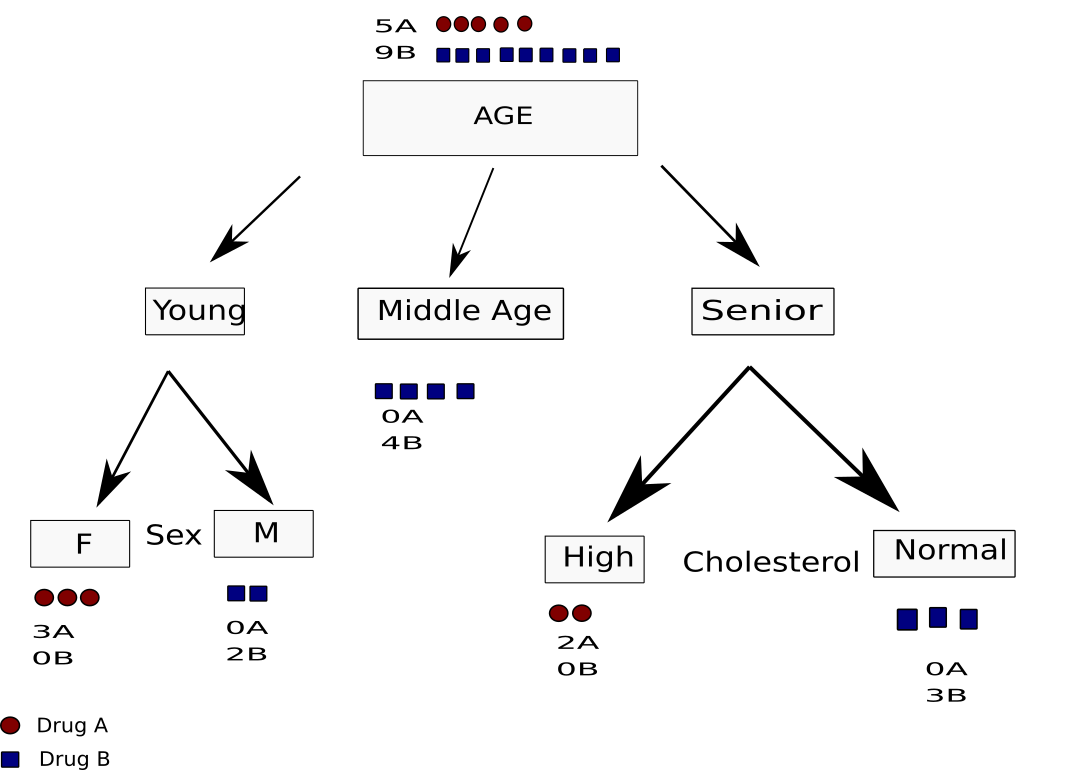 5A
9B
AGE
Young
Middle Age
Senior
0A
4B
F
Sex
M
High
Cholesterol
Normal
3A
0B
0A
2B
2A
0B
0A
3B
Drug A
Drug B